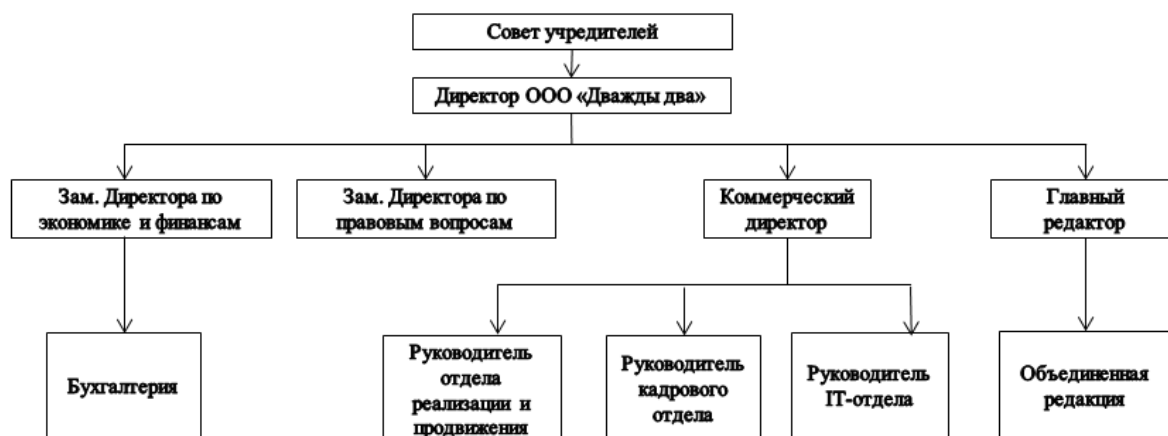 Совет учредителей
Директор ООО «Дважды два»
Зам. Директора по
экономике и финансам
Зам. Директора по
правовым вопросам
Коммерческий
директор
Главный
редактор
Бухгалтерия
Руководитель
отдела
реализации и
продвижения
Руководитель
кадрового
отдела
Руководитель
IT-отдела
Объединенная
редакция